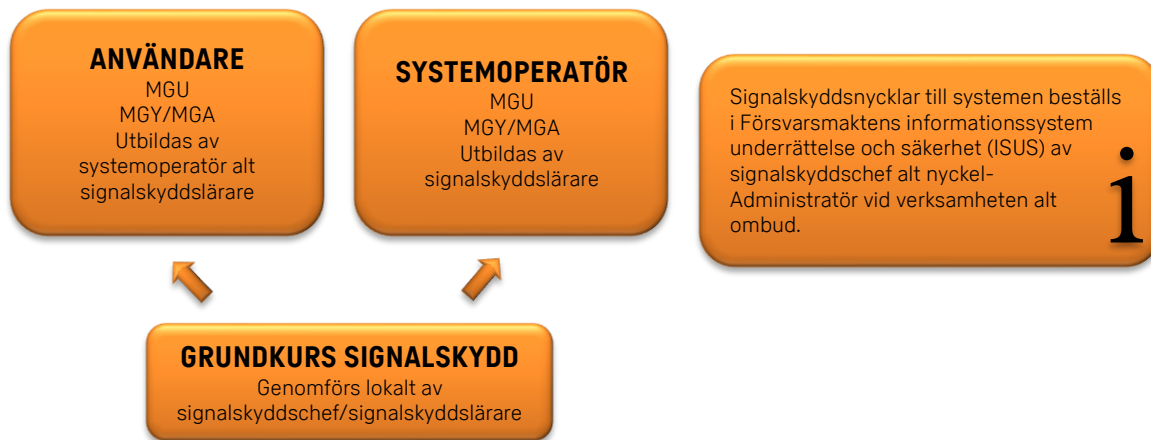 ANVÄNDARE
MGU
MGY/MGA
Utbildas av
systemoperatör alt
signalskyddslärare
SYSTEMOPERATÖR
MGU
MGY/MGA
Utbildas av
signalskyddslärare
Signalskyddsnycklar till systemen beställs
i Försvarsmaktens informationssystem
underrättelse och säkerhet (ISUS) av
signalskyddschef alt nyckel-
Administratör vid verksamheten alt
ombud.
i
GRUNDKURS SIGNALSKYDD
Genomförs lokalt av
signalskyddschef/signalskyddslärare